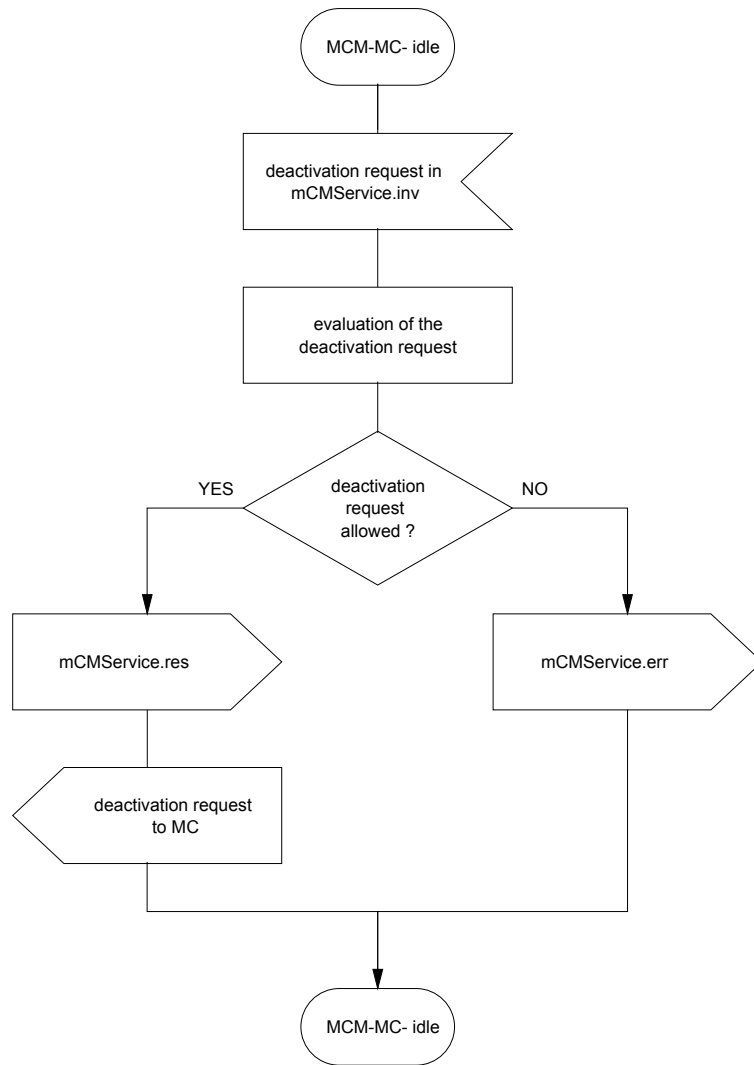 MCM-MC- idle
deactivation request in
mCMService.inv
evaluation of the
deactivation request
YES
deactivation
request
allowed ?
NO
mCMService.res
mCMService.err
deactivation request
to MC
MCM-MC- idle